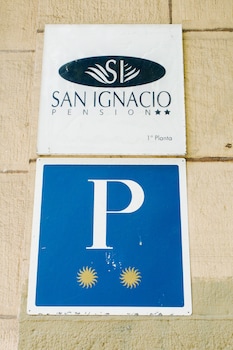 SI
SAN IGNACIO
PENSION★★
1ª Planta
P